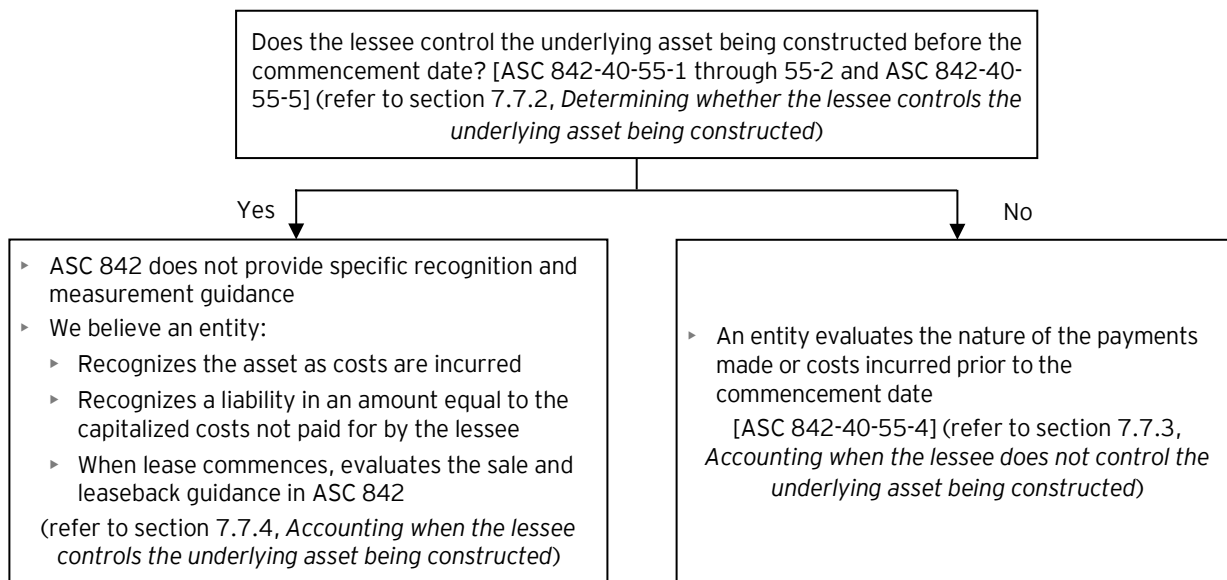 Does the lessee control the underlying asset being constructed before the
commencement date? [ASC 842-40-55-1 through 55-2 and ASC 842-40-
55-5] (refer to section 7.7.2, Determining whether the lessee controls the
underlying asset being constructed)
Yes
No
▸ ASC 842 does not provide specific recognition and
measurement guidance
▸ We believe an entity:
▸ Recognizes the asset as costs are incurred
▸ Recognizes a liability in an amount equal to the
capitalized costs not paid for by the lessee
▸ When lease commences, evaluates the sale and
leaseback guidance in ASC 842
(refer to section 7.7.4, Accounting when the lessee
controls the underlying asset being constructed)
▸ An entity evaluates the nature of the payments
made or costs incurred prior to the
commencement date
[ASC 842-40-55-4] (refer to section 7.7.3,
Accounting when the lessee does not control the
underlying asset being constructed)